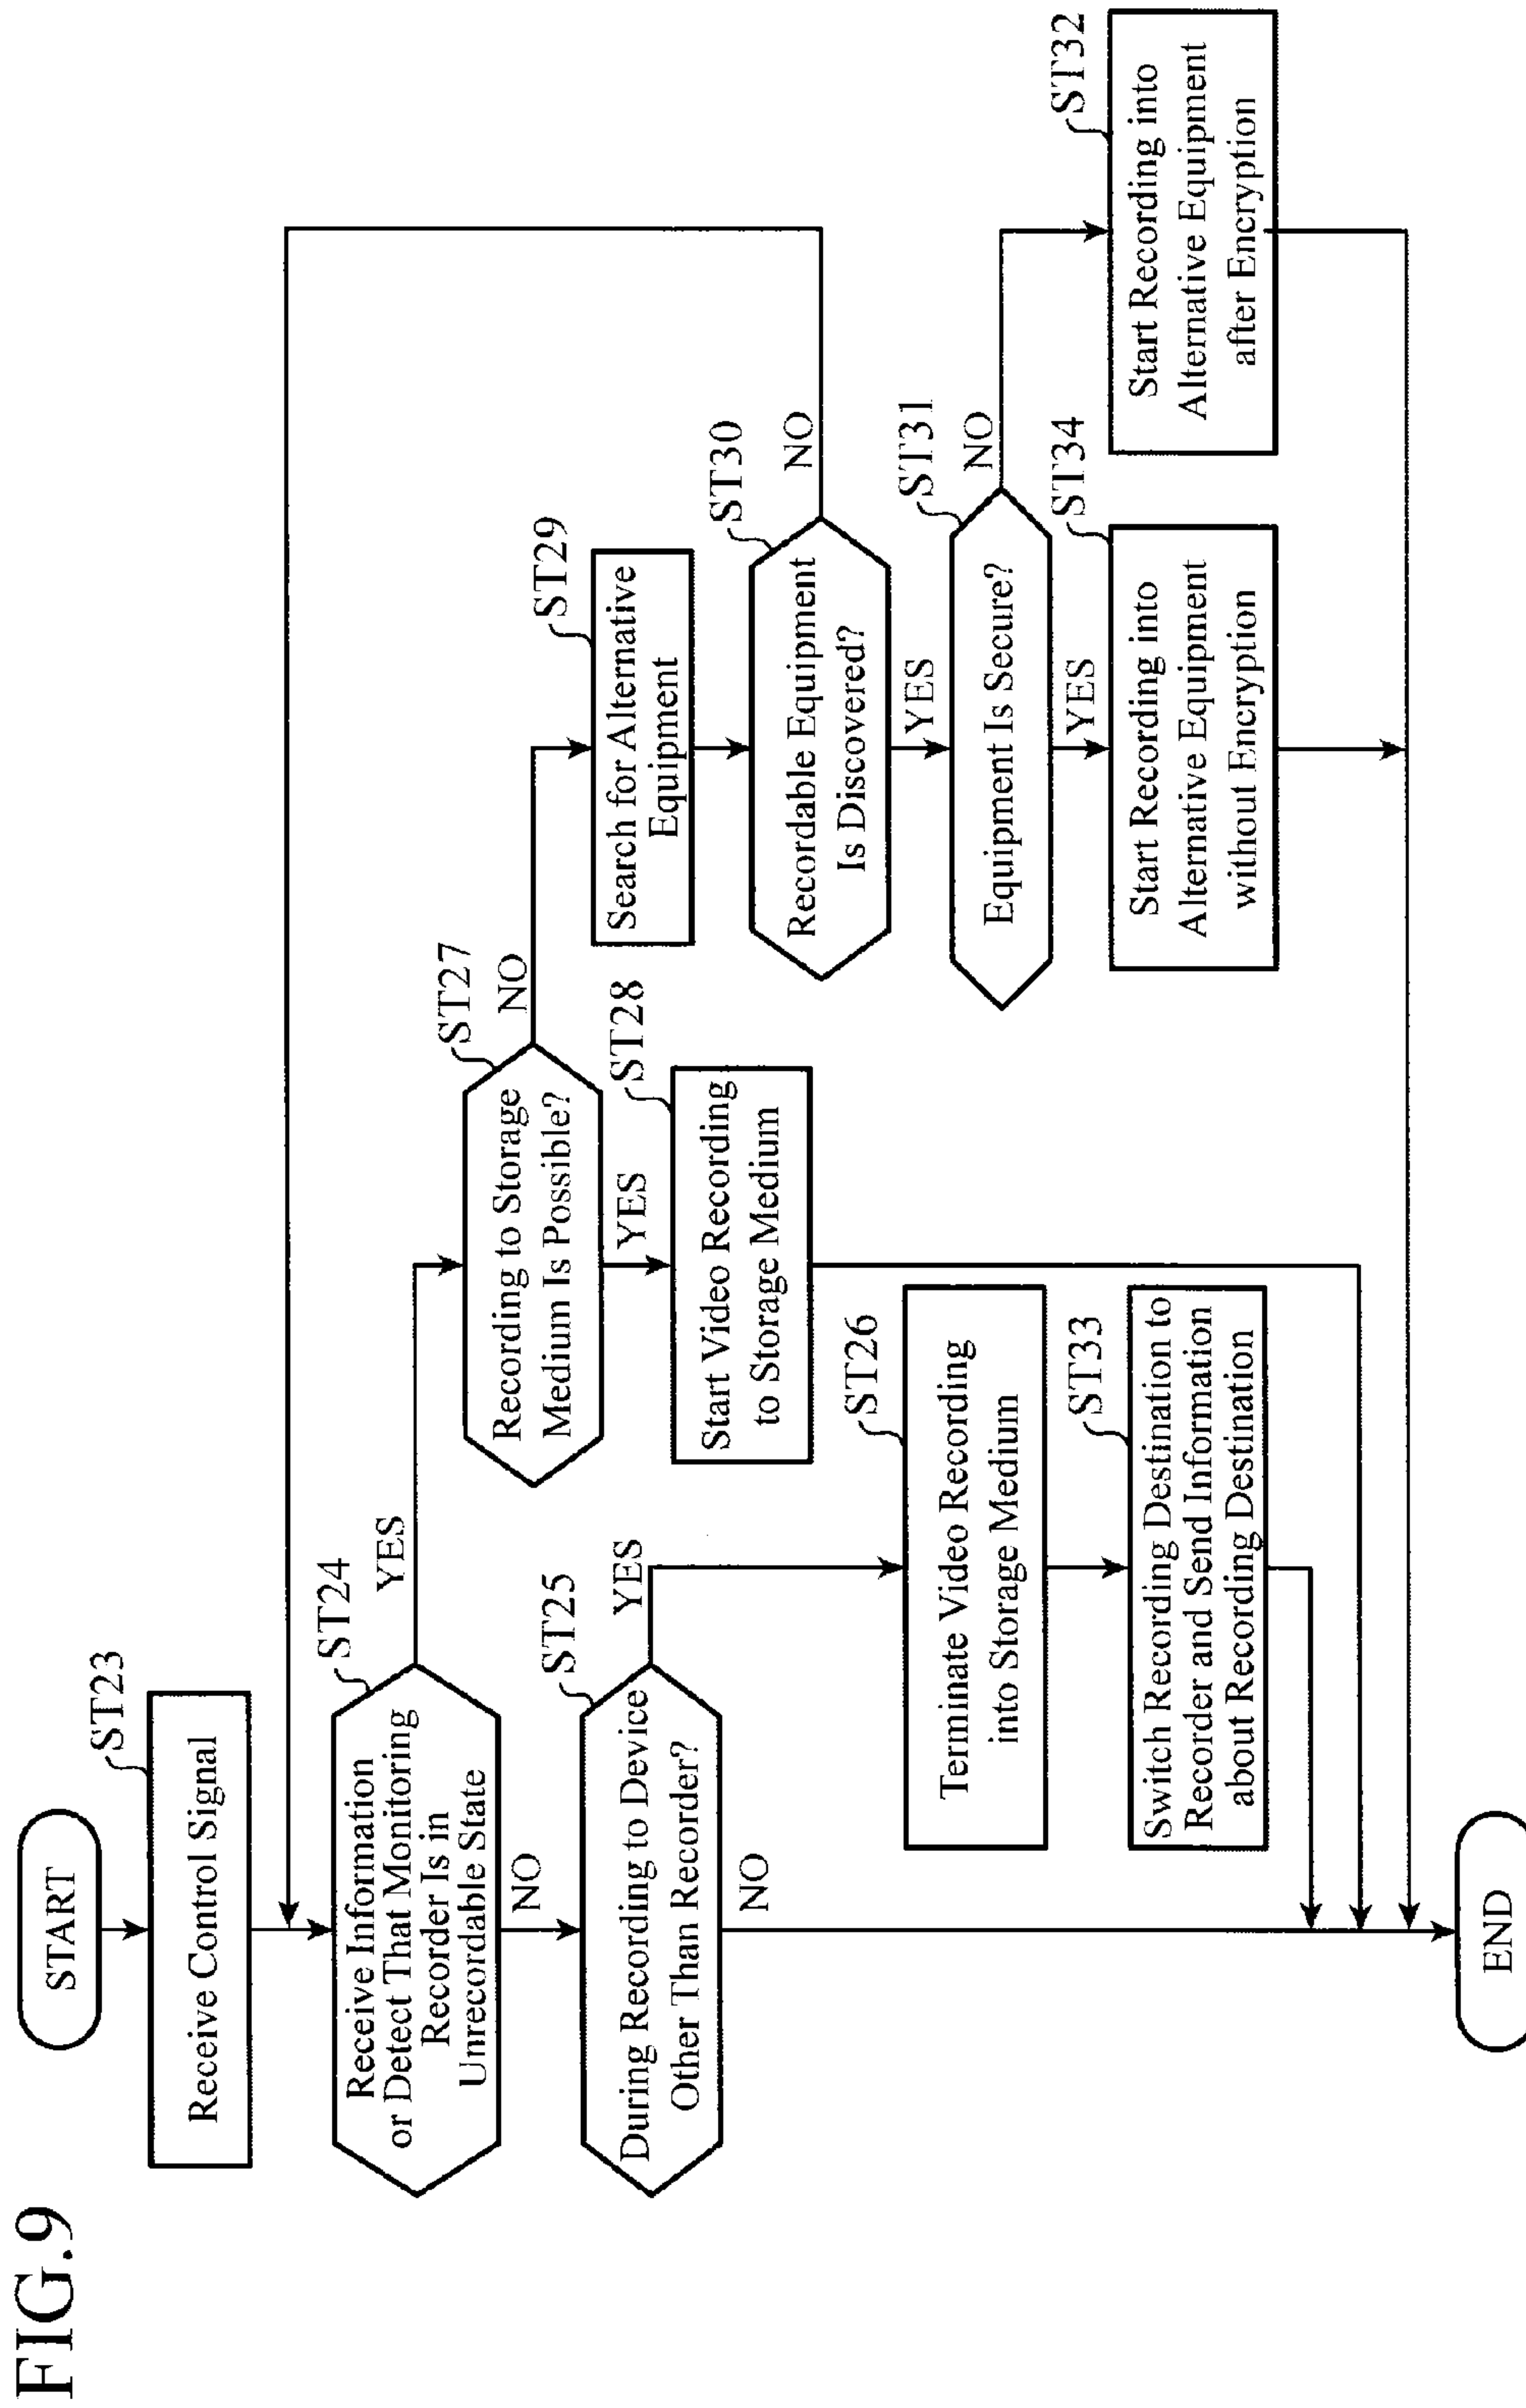 FIG.9
START
ST23
Receive Control Signal
ST24
Receive Information
or Detect That Monitoring
Recorder Is in
Unrecordable State
YES
NO
ST25
During Recording to Device
Other Than Recorder?
YES
NO
ST26
Terminate Video Recording
into Storage Medium
ST33
Switch Recording Destination to
Recorder and Send Information
about Recording Destination
ST27
Recording to Storage
Medium Is Possible?
NO
YES
ST28
Start Video Recording
to Storage Medium
ST29
Search for Alternative
Equipment
ST30
Recordable Equipment
Is Discovered?
NO
YES
ST31
Equipment Is Secure?
NO
YES
ST34
Start Recording into
Alternative Equipment
without Encryption
ST32
Start Recording into
Alternative Equipment
after Encryption
END